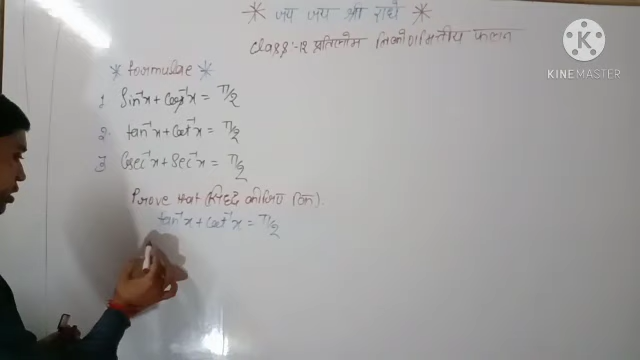 * जय जय श्री राधे *
Class:-12 प्रतिलोम त्रिकोणमितीय फलन
KINEMASTER
* formulae *
1. Sin⁻¹x + Cos⁻¹x = π/2
2. tan⁻¹x + Cot⁻¹x = π/2
3. Cosec⁻¹x + Sec⁻¹x = π/2
Prove that (सिद्ध कीजिए कि).
tan⁻¹x + Cot⁻¹x = π/2